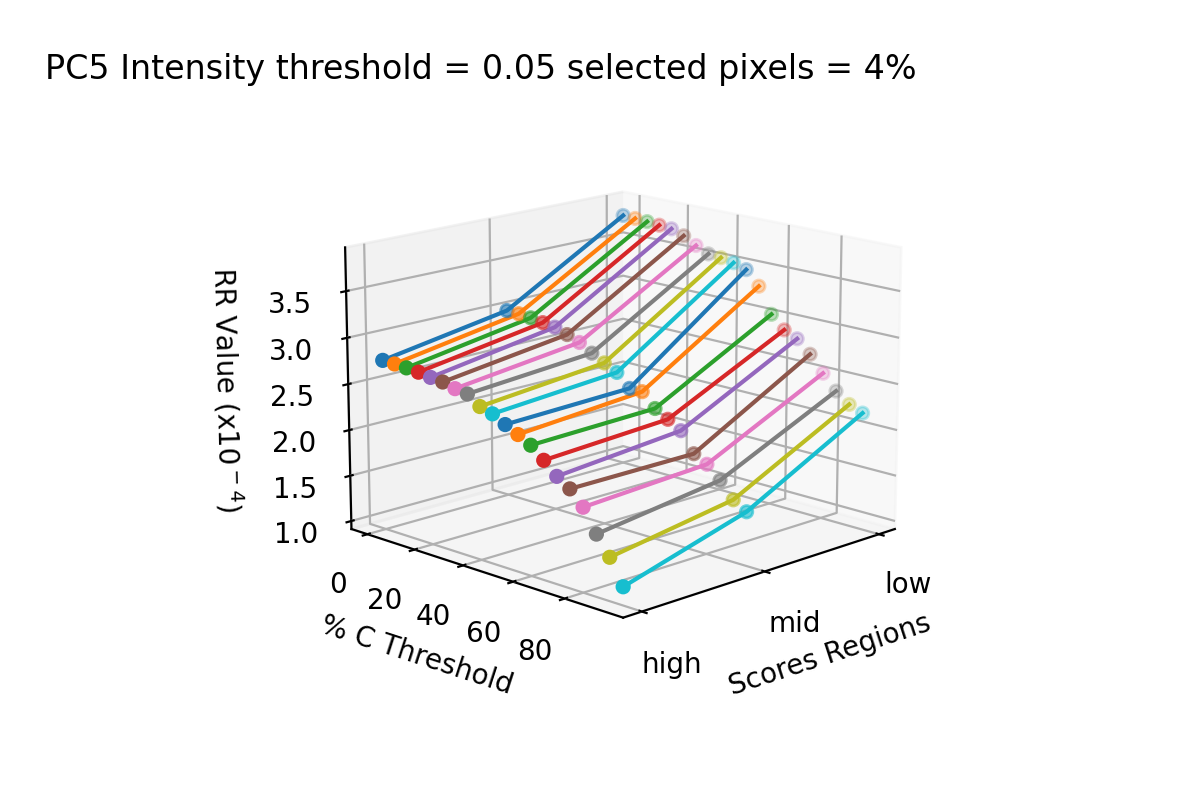 PC5 Intensity threshold = 0.05 selected pixels = 4%
RR Value (x10⁻⁴)
3.5
3.0
2.5
2.0
1.5
1.0
0
20
40
60
80
% C Threshold
high
mid
low
Scores Regions